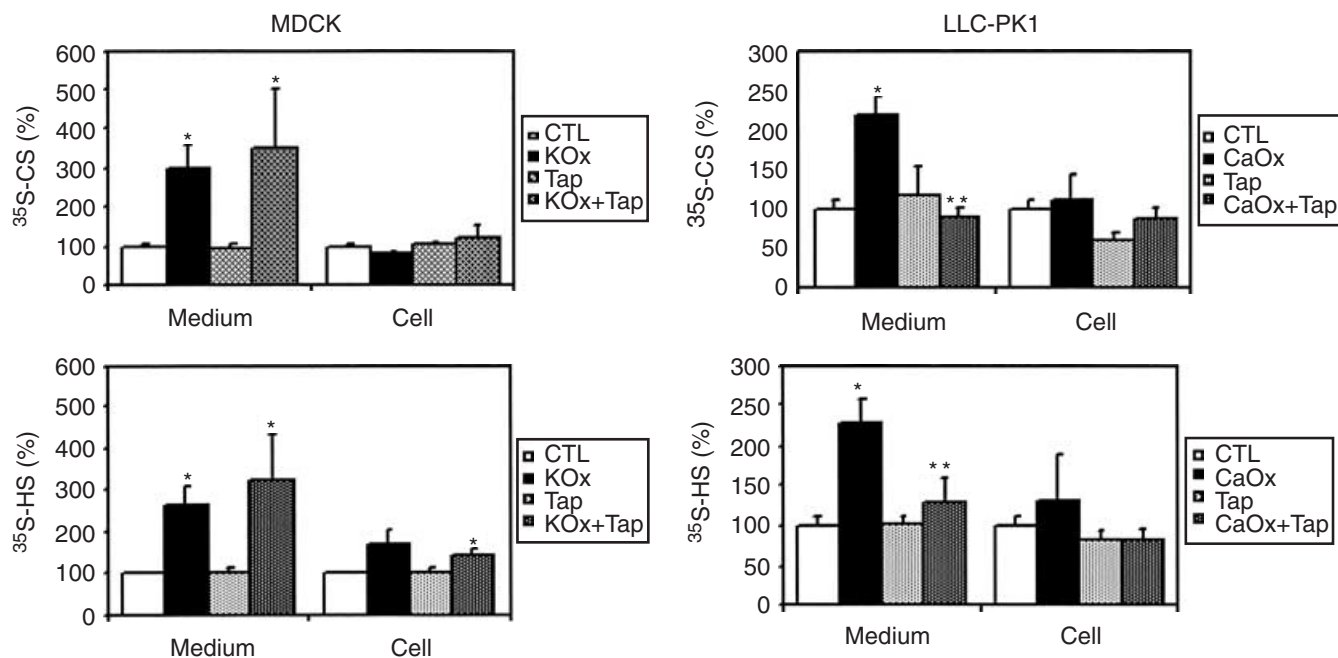 MDCK
³⁵S-CS (%)
600
500
400
300
200
100
0
*
*
Medium
Cell
CTL
KOx
Tap
KOx+Tap
LLC-PK1
³⁵S-CS (%)
300
250
200
150
100
50
0
*
**
Medium
Cell
CTL
CaOx
Tap
CaOx+Tap
³⁵S-HS (%)
600
500
400
300
200
100
0
*
*
*
Medium
Cell
CTL
KOx
Tap
KOx+Tap
³⁵S-HS (%)
300
250
200
150
100
50
0
*
**
Medium
Cell
CTL
CaOx
Tap
CaOx+Tap